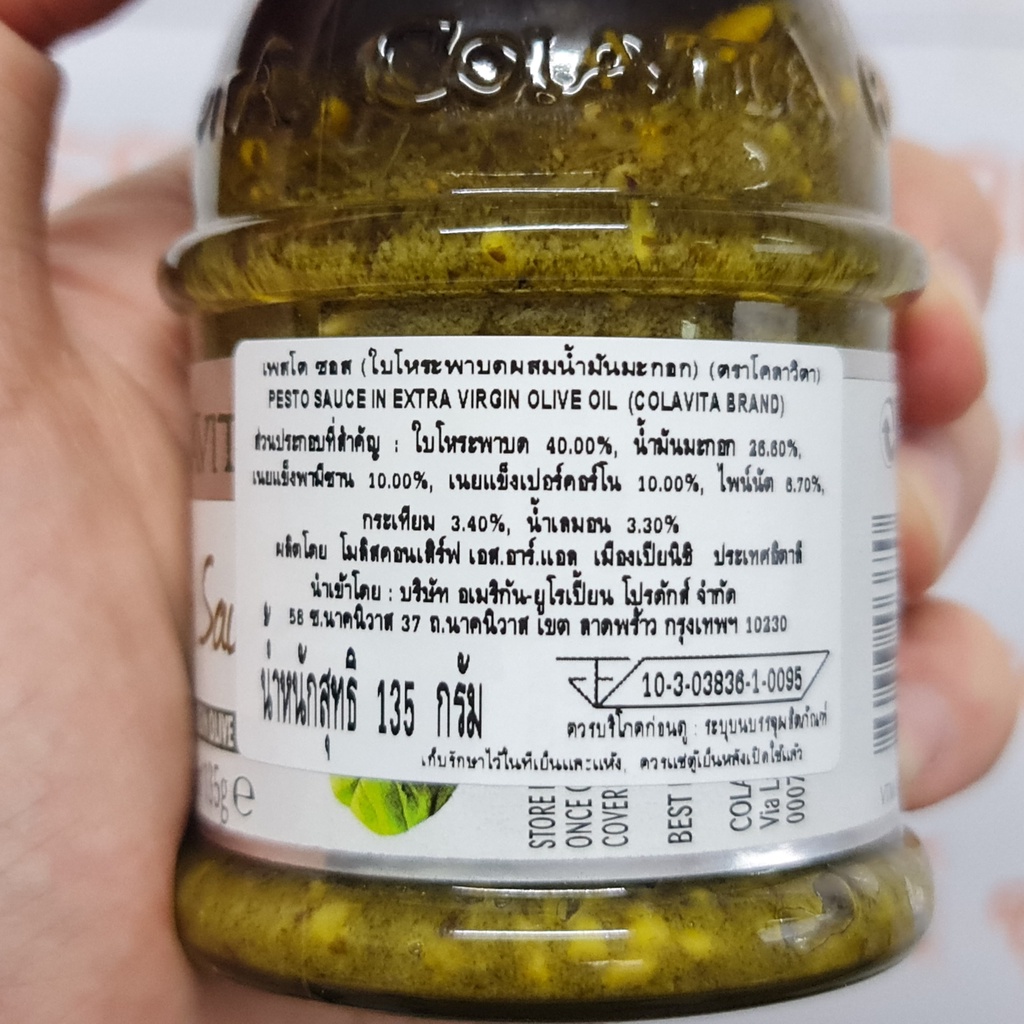 COLAVITA
เพสโต ซอส (ใบโหระพาบดผสมน้ำมันมะกอก) (ตราโคลาวิตา)
PESTO SAUCE IN EXTRA VIRGIN OLIVE OIL (COLAVITA BRAND)
ส่วนประกอบที่สำคัญ : ใบโหระพาบด 40.00%, น้ำมันมะกอก 26.60%,
เนยแข็งพามีซาน 10.00%, เนยแข็งเปอร์คอร์โน 10.00%, ไพน์นัต 6.70%,
กระเทียม 3.40%, น้ำเลมอน 3.30%
ผลิตโดย โมลิสคอนเสิร์ฟ เอส.อาร์.แอล เมืองเปียนิซิ ประเทศอิตาลี
นำเข้าโดย : บริษัท อเมริกัน-ยูโรเปี้ยน โปรดักส์ จำกัด
58 ซ.นาคนิวาส 37 ถ.นาคนิวาส เขต ลาดพร้าว กรุงเทพฯ 10230
น้ำหนักสุทธิ 135 กรัม
10-3-03836-1-0095
ควรบริโภคก่อนดู : ระบุบนบรรจุผลิตภัณฑ์
เก็บรักษาไว้ในที่เย็นและแห้ง, ควรแช่ตู้เย็นหลังเปิดใช้แล้ว
OLIVE
135g e
STORE
ONCE
COVER
BEST
COLA
Via L
0007